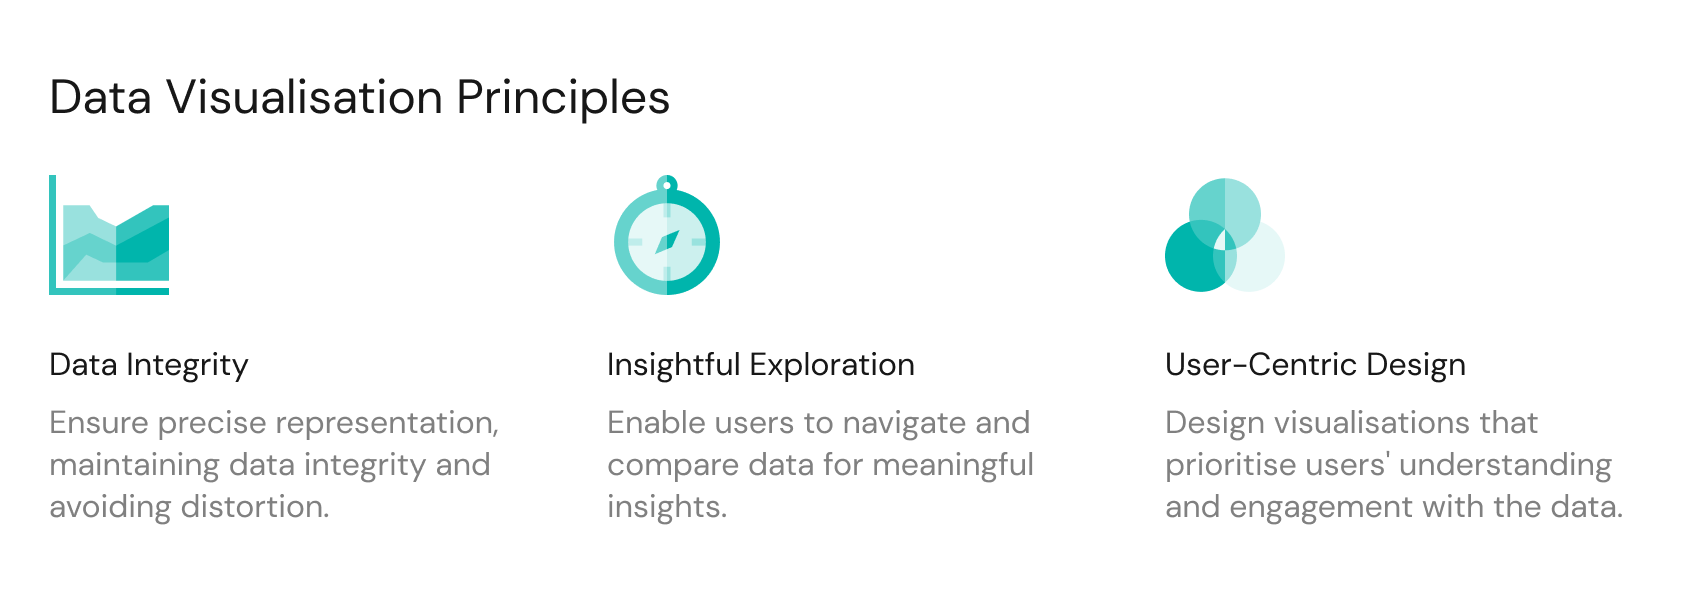 Data Visualisation Principles
Data Integrity
Ensure precise representation,
maintaining data integrity and
avoiding distortion.
Insightful Exploration
Enable users to navigate and
compare data for meaningful
insights.
User-Centric Design
Design visualisations that
prioritise users' understanding
and engagement with the data.